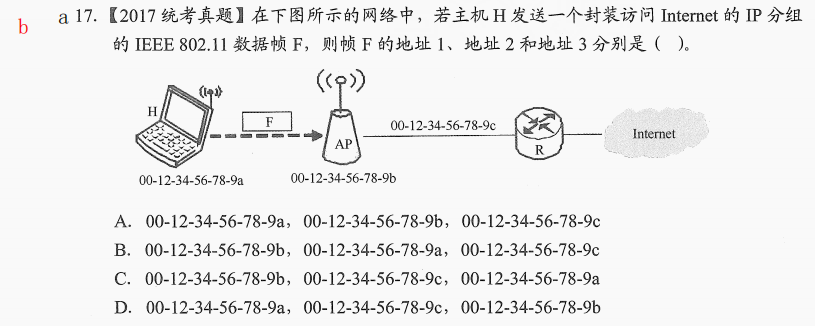 b a 17.【2017 统考真题】在下图所示的网络中，若主机 H 发送一个封装访问 Internet 的 IP 分组
的 IEEE 802.11 数据帧 F，则帧 F 的地址 1、地址 2 和地址 3 分别是（ ）。
H
F
AP
00-12-34-56-78-9c
R
Internet
00-12-34-56-78-9a
00-12-34-56-78-9b
A. 00-12-34-56-78-9a，00-12-34-56-78-9b，00-12-34-56-78-9c
B. 00-12-34-56-78-9b，00-12-34-56-78-9a，00-12-34-56-78-9c
C. 00-12-34-56-78-9b，00-12-34-56-78-9c，00-12-34-56-78-9a
D. 00-12-34-56-78-9a，00-12-34-56-78-9c，00-12-34-56-78-9b